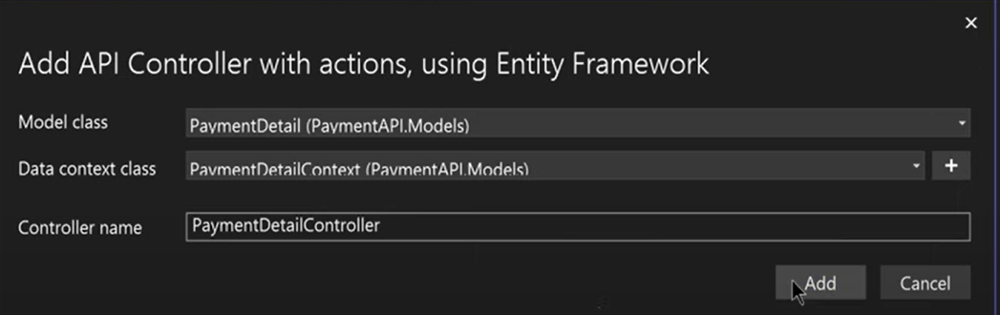 Add API Controller with actions, using Entity Framework
Model class PaymentDetail (PaymentAPI.Models)
Data context class PaymentDetailContext (PaymentAPI.Models) +
Controller name PaymentDetailController
Add Cancel